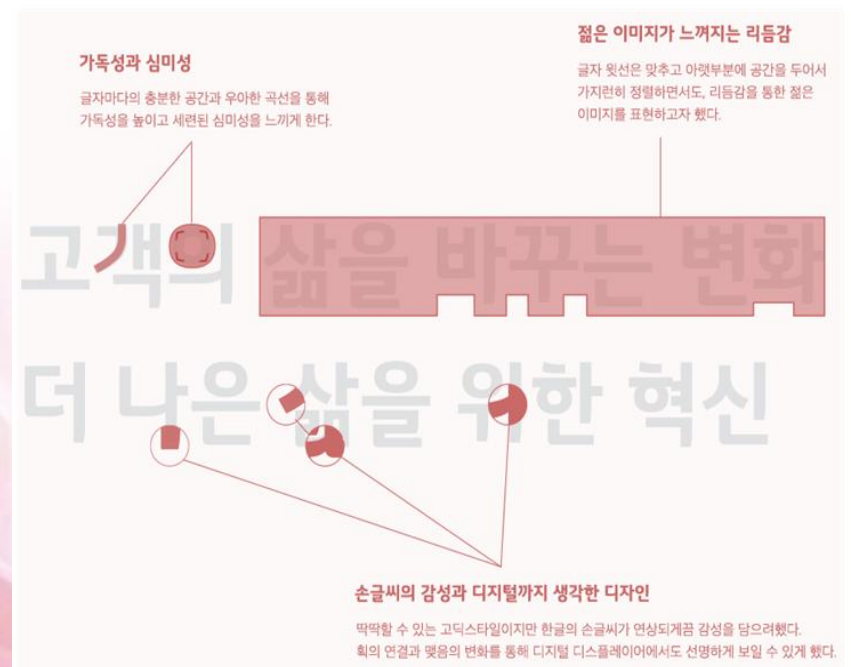 가독성과 심미성
글자마다의 충분한 공간과 우아한 곡선을 통해
가독성을 높이고 세련된 심미성을 느끼게 한다.
젊은 이미지가 느껴지는 리듬감
글자 윗선은 맞추고 아랫부분에 공간을 두어서
가지런히 정렬하면서도, 리듬감을 통한 젊은
이미지를 표현하고자 했다.
고객의 삶을 바꾸는 변화
더 나은 삶을 위한 혁신
손글씨의 감성과 디지털까지 생각한 디자인
딱딱할 수 있는 고딕스타일이지만 한글의 손글씨가 연상되게끔 감성을 담으려했다.
획의 연결과 맺음의 변화를 통해 디지털 디스플레이어에서도 선명하게 보일 수 있게 했다.